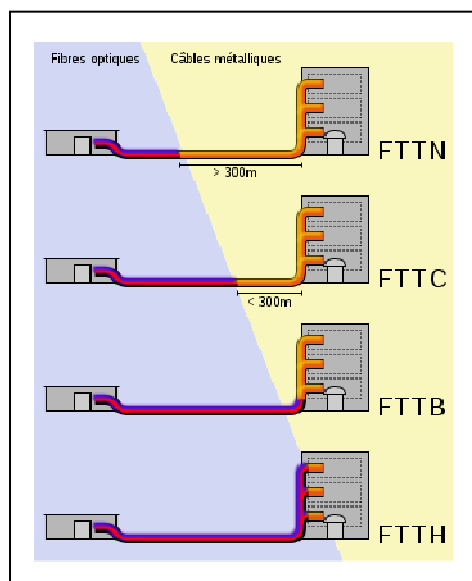 Fibres optiques Câbles métalliques
FTTN
> 300m
FTTC
< 300m
FTTB
FTTH